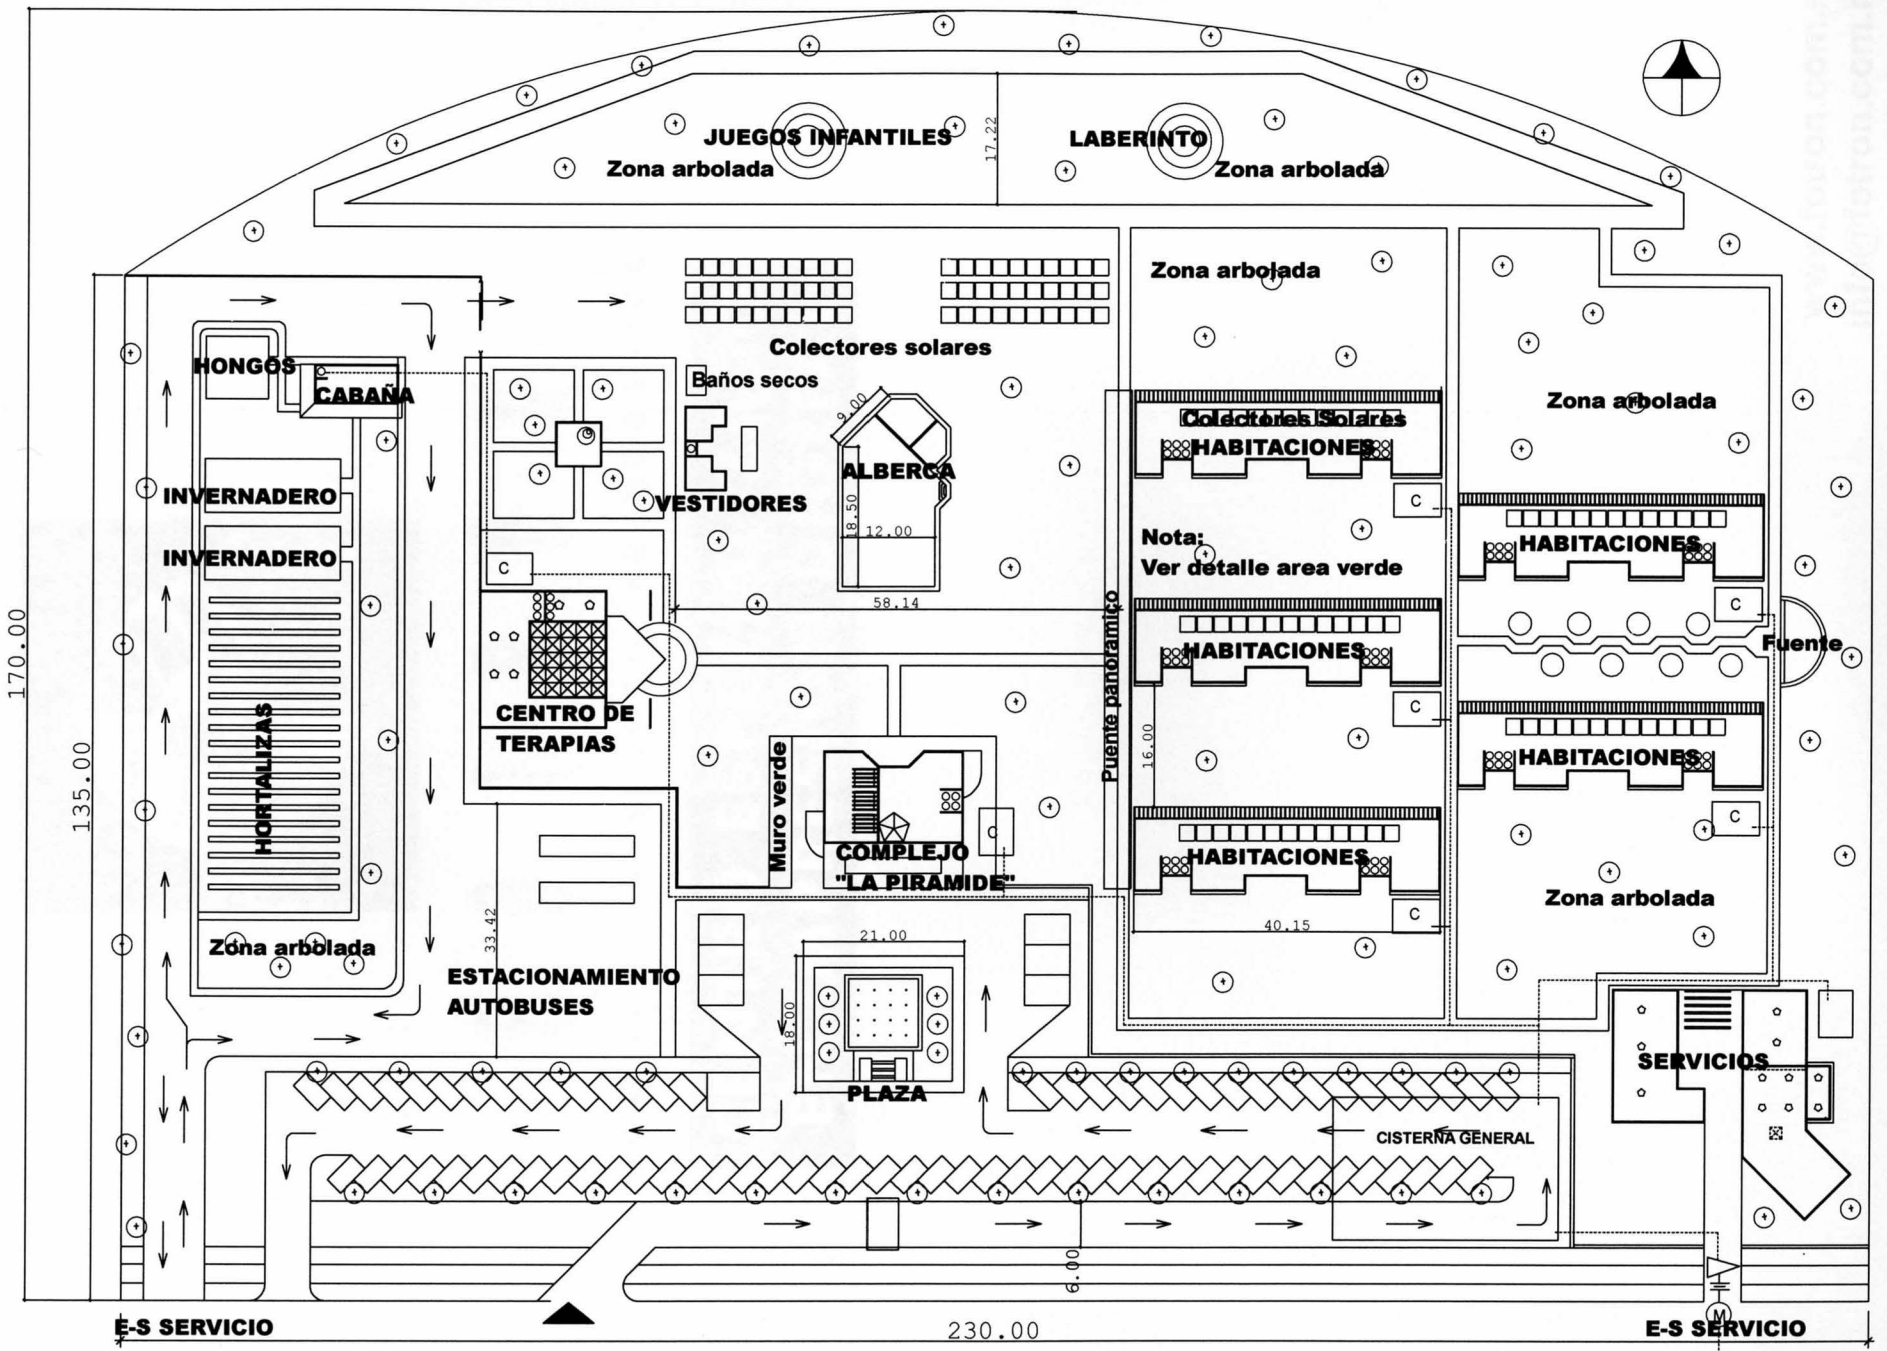 JUEGOS INFANTILES
LABERINTO
17.22
Zona arbolada
Zona arbolada
Zona arbolada
Colectores solares
HONGOS
CABAÑA
Baños secos
9.00
Zona arbolada
Colectores Solares
HABITACIONES
ALBERCA
INVERNADERO
VESTIDORES
C
18.50
12.00
Nota;
Ver detalle area verde
HABITACIONES
INVERNADERO
C
58.14
C
170.00
Puente panoramico
HABITACIONES
Fuente
CENTRO DE
TERAPIAS
C
HORTALIZAS
135.00
16.00
HABITACIONES
Muro verde
C
C
COMPLEJO
"LA PIRAMIDE"
HABITACIONES
Zona arbolada
C
33.42
21.00
40.15
Zona arbolada
ESTACIONAMIENTO
AUTOBUSES
18.00
SERVICIOS
PLAZA
CISTERNA GENERAL
6.00
E-S SERVICIO
230.00
M
E-S SERVICIO